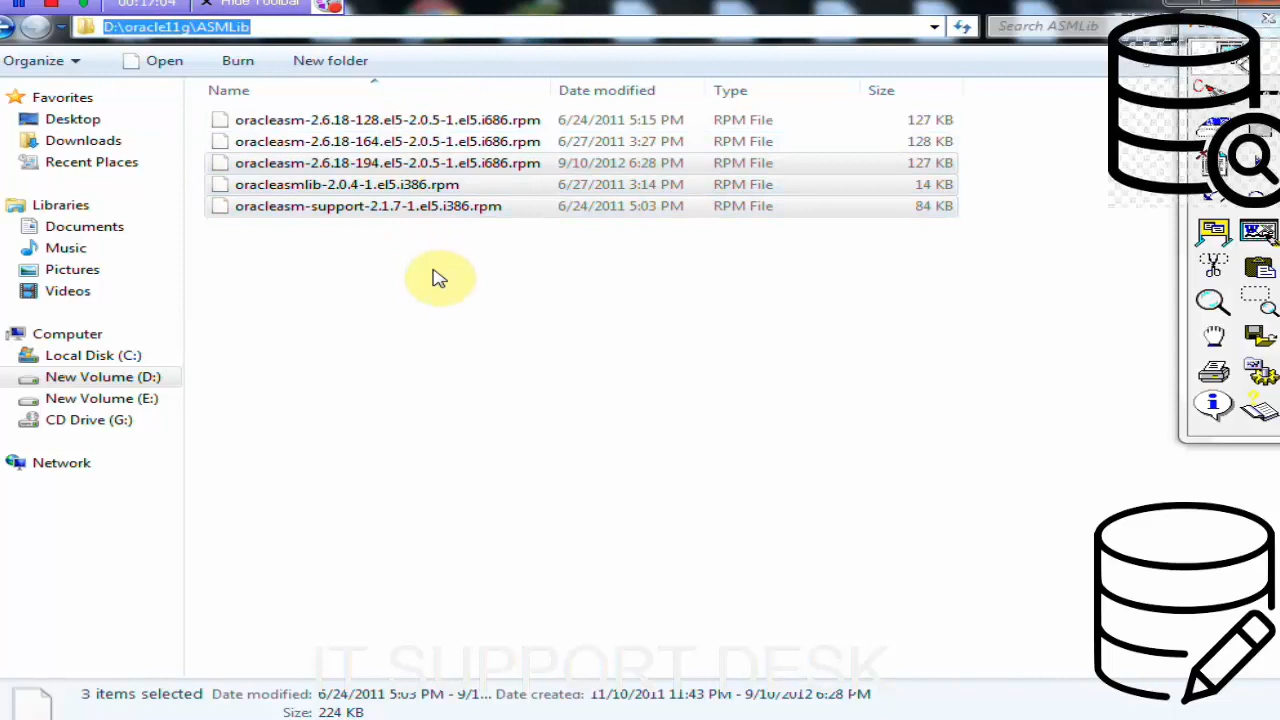 00:17:04 Hide Toolbar
D:\oracle11g\ASMLib Search ASMLib
Organize Open Burn New folder
Name Date modified Type Size
Favorites
Desktop
Downloads
Recent Places
Libraries
Documents
Music
Pictures
Videos
Computer
Local Disk (C:)
New Volume (D:)
New Volume (E:)
CD Drive (G:)
Network
oracleasm-2.6.18-128.el5-2.0.5-1.el5.i686.rpm 6/24/2011 5:15 PM RPM File 127 KB
oracleasm-2.6.18-164.el5-2.0.5-1.el5.i686.rpm 6/27/2011 3:27 PM RPM File 128 KB
oracleasm-2.6.18-194.el5-2.0.5-1.el5.i686.rpm 9/10/2012 6:28 PM RPM File 127 KB
oracleasmlib-2.0.4-1.el5.i386.rpm 6/27/2011 3:14 PM RPM File 14 KB
oracleasm-support-2.1.7-1.el5.i386.rpm 6/24/2011 5:03 PM RPM File 84 KB
IT SUPPORT DESK
3 items selected Date modified: 6/24/2011 5:03 PM - 9/1... Date created: 11/10/2011 11:43 PM - 9/10/2012 6:28 PM
Size: 224 KB